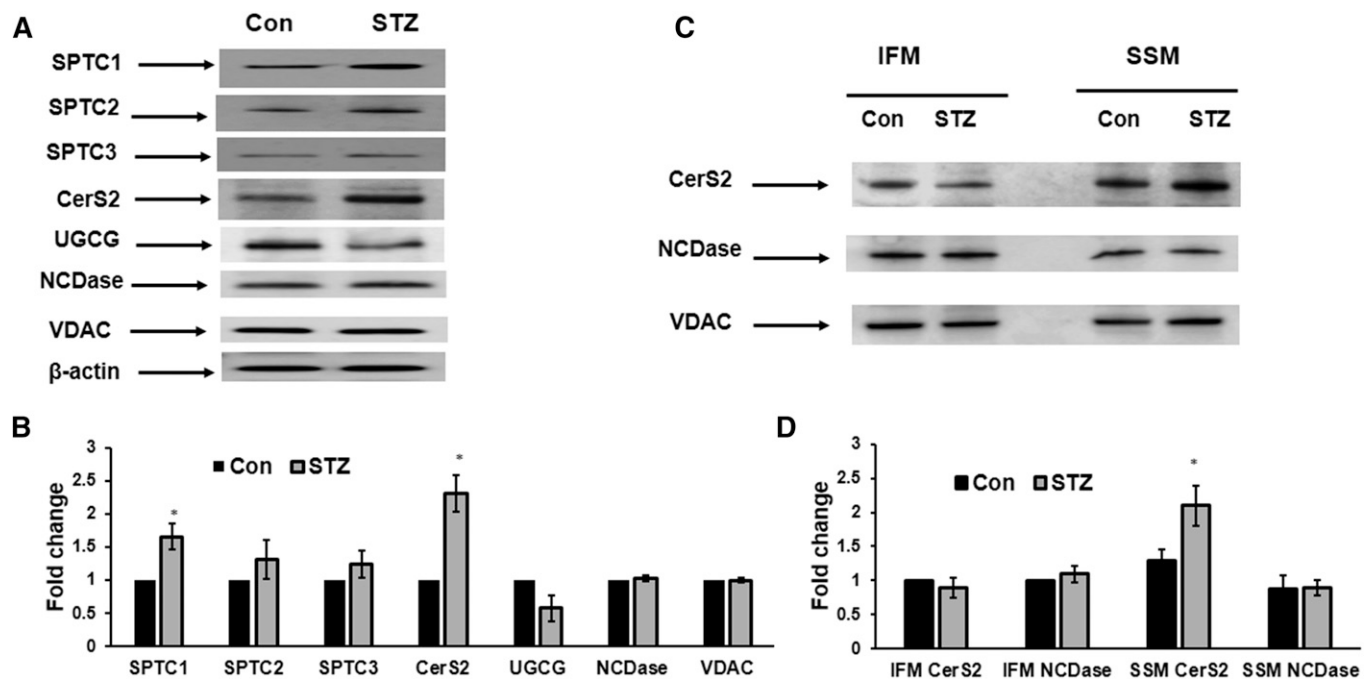 A
Con STZ
SPTC1
SPTC2
SPTC3
CerS2
UGCG
NCDase
VDAC
β-actin
B
Fold change
3
2.5
2
1.5
1
0.5
0
Con STZ
*
*
SPTC1 SPTC2 SPTC3 CerS2 UGCG NCDase VDAC
C
IFM SSM
Con STZ Con STZ
CerS2
NCDase
VDAC
D
Fold change
3
2.5
2
1.5
1
0.5
0
Con STZ
*
IFM CerS2 IFM NCDase SSM CerS2 SSM NCDase